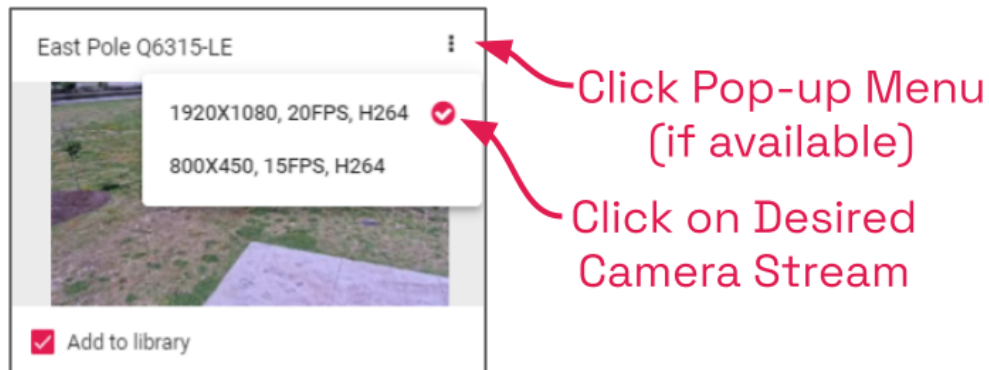 East Pole Q6315-LE
1920X1080, 20FPS, H264
800X450, 15FPS, H264
Add to library
Click Pop-up Menu
(if available)
Click on Desired
Camera Stream